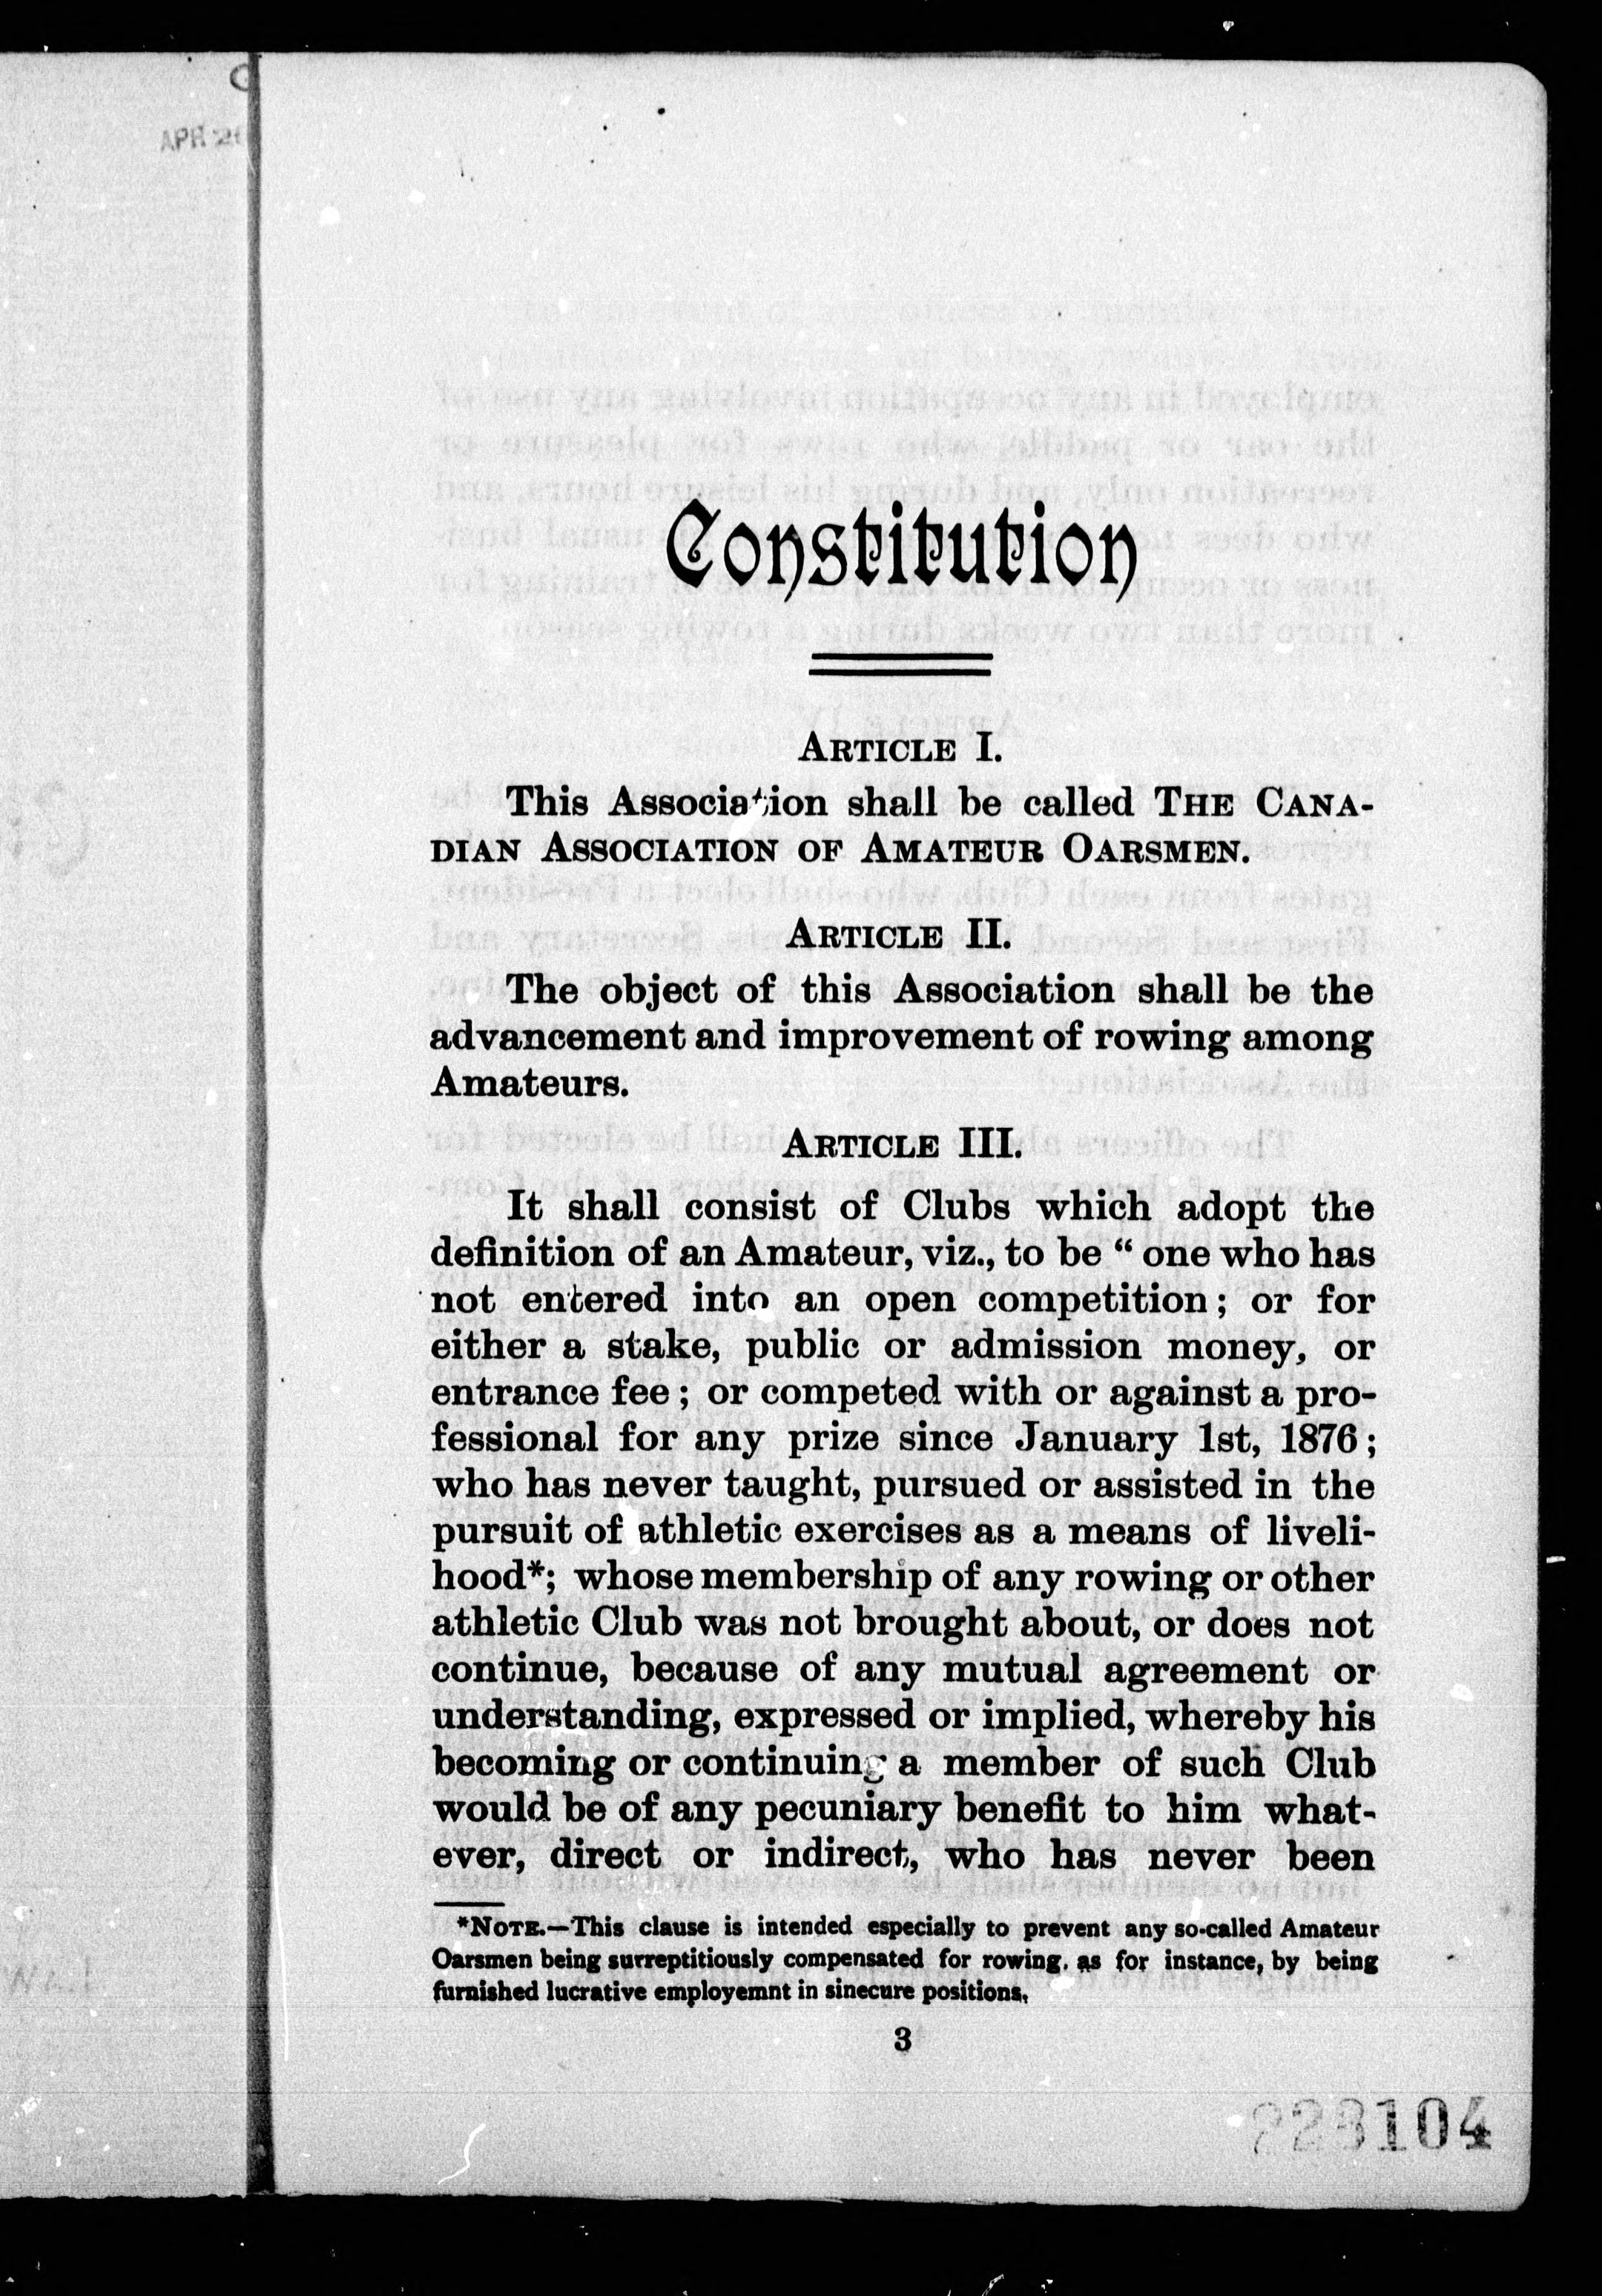 APR 2
Constitution
ARTICLE I.
This Association shall be called THE CANA-
DIAN ASSOCIATION OF AMATEUR OARSMEN.
ARTICLE II.
The object of this Association shall be the
advancement and improvement of rowing among
Amateurs.
ARTICLE III.
It shall consist of Clubs which adopt the
definition of an Amateur, viz., to be “ one who has
not entered into an open competition ; or for
either a stake, public or admission money, or
entrance fee ; or competed with or against a pro-
fessional for any prize since January 1st, 1876 ;
who has never taught, pursued or assisted in the
pursuit of athletic exercises as a means of liveli-
hood*; whose membership of any rowing or other
athletic Club was not brought about, or does not
continue, because of any mutual agreement or
understanding, expressed or implied, whereby his
becoming or continuing a member of such Club
would be of any pecuniary benefit to him what-
ever, direct or indirect, who has never been
*NOTE.—This clause is intended especially to prevent any so-called Amateur
Oarsmen being surreptitiously compensated for rowing, as for instance, by being
furnished lucrative employemnt in sinecure positions.
3
223104